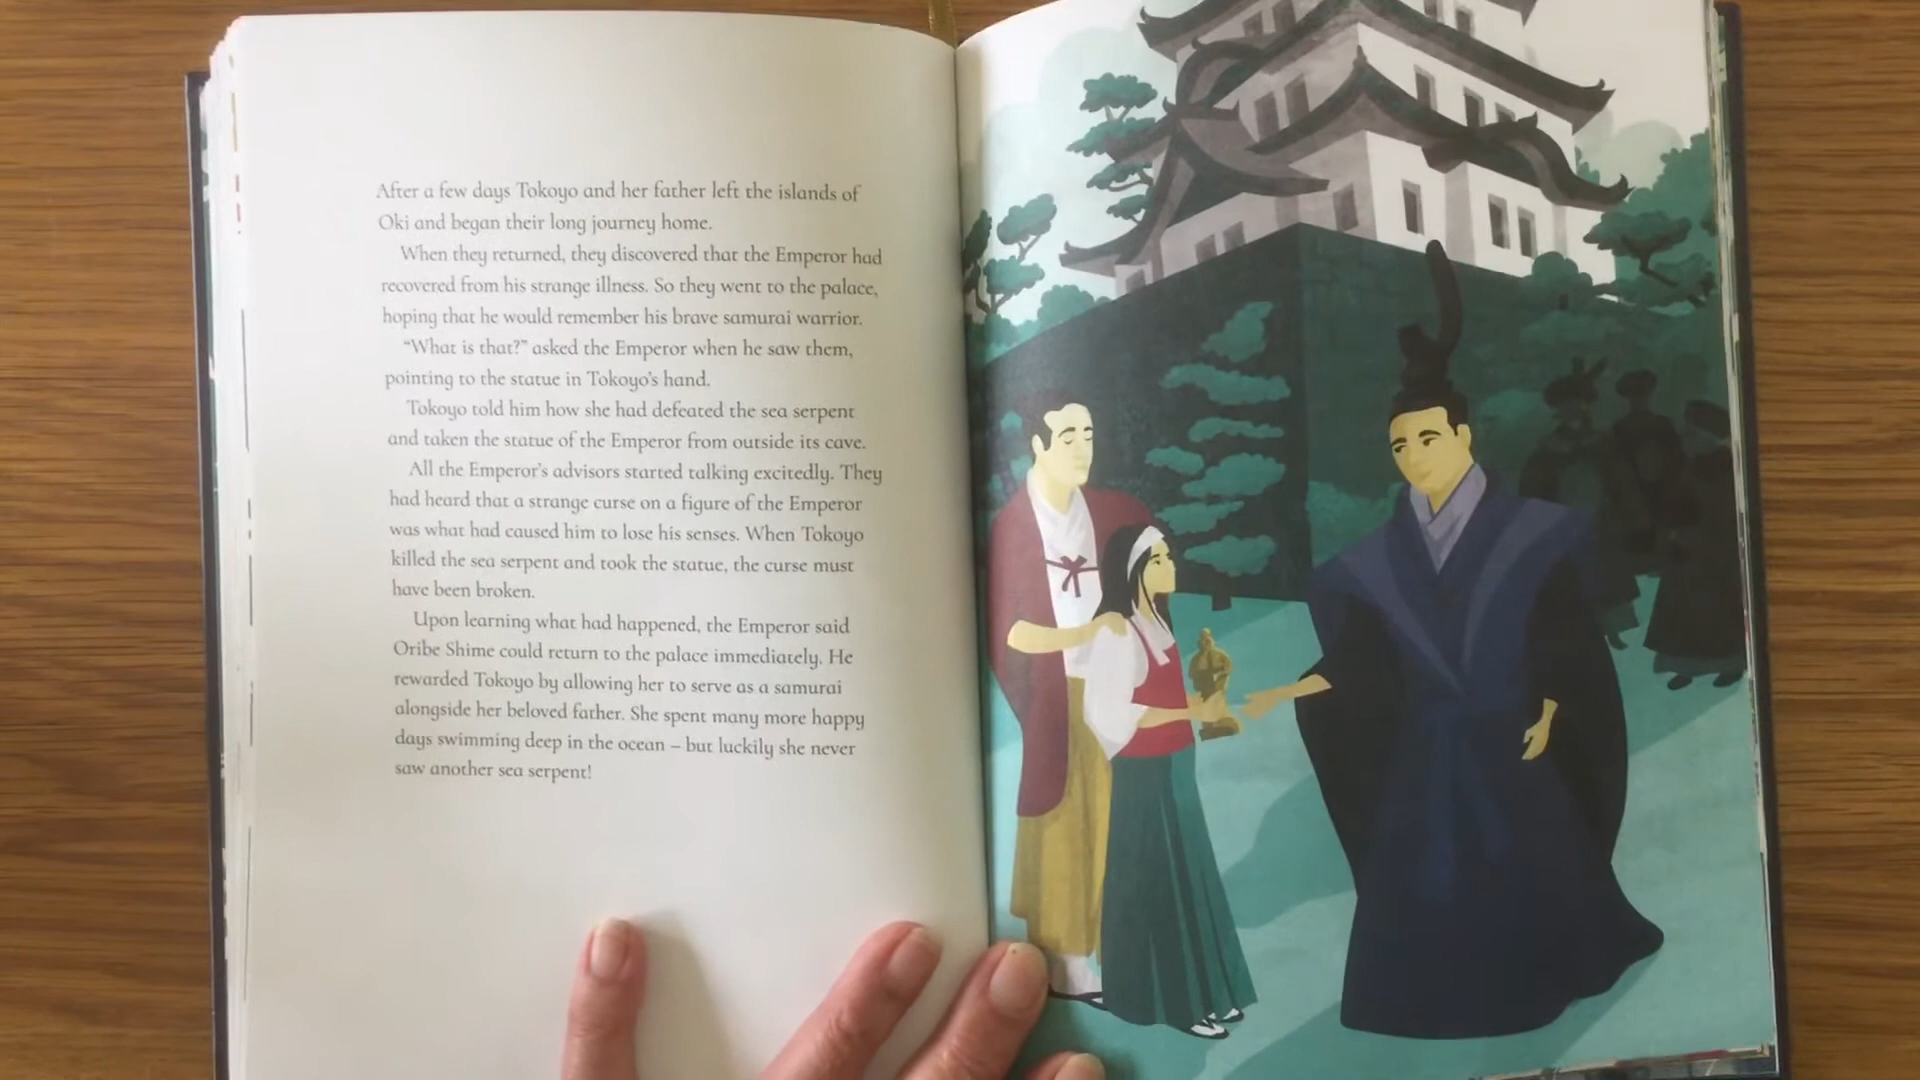 After a few days Tokoyo and her father left the islands of
Oki and began their long journey home.
When they returned, they discovered that the Emperor had
recovered from his strange illness. So they went to the palace,
hoping that he would remember his brave samurai warrior.
“What is that?” asked the Emperor when he saw them,
pointing to the statue in Tokoyo’s hand.
Tokoyo told him how she had defeated the sea serpent
and taken the statue of the Emperor from outside its cave.
All the Emperor’s advisors started talking excitedly. They
had heard that a strange curse on a figure of the Emperor
was what had caused him to lose his senses. When Tokoyo
killed the sea serpent and took the statue, the curse must
have been broken.
Upon learning what had happened, the Emperor said
Oribe Shime could return to the palace immediately. He
rewarded Tokoyo by allowing her to serve as a samurai
alongside her beloved father. She spent many more happy
days swimming deep in the ocean – but luckily she never
saw another sea serpent!